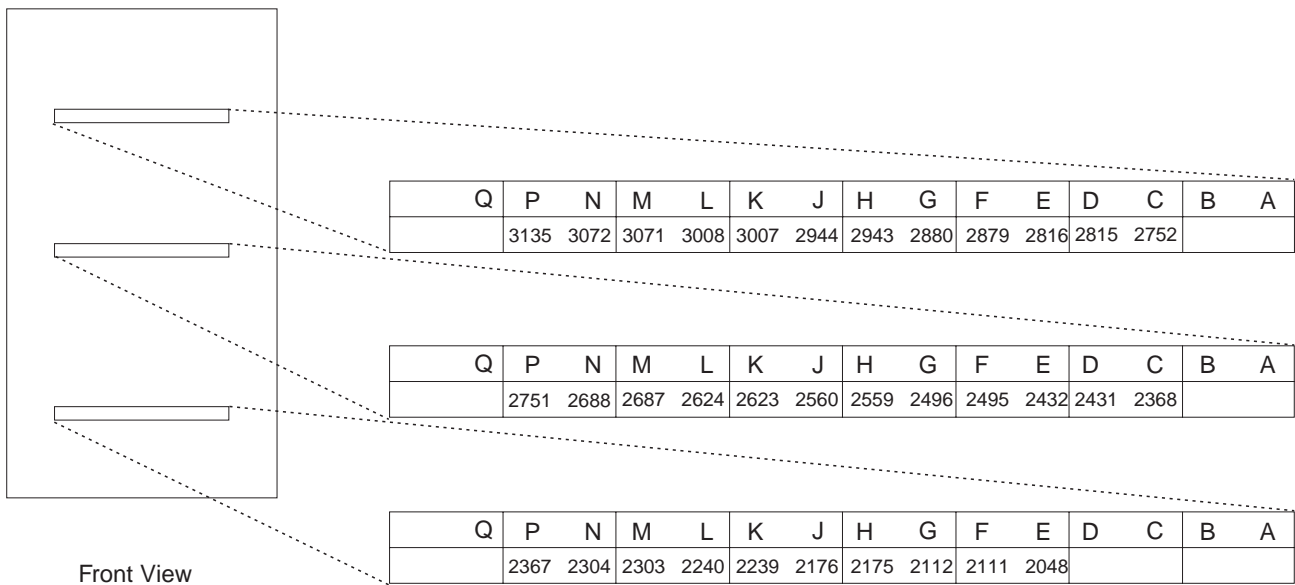 Q P N M L K J H G F E D C B A
3135 3072 3071 3008 3007 2944 2943 2880 2879 2816 2815 2752
Q P N M L K J H G F E D C B A
2751 2688 2687 2624 2623 2560 2559 2496 2495 2432 2431 2368
Q P N M L K J H G F E D C B A
2367 2304 2303 2240 2239 2176 2175 2112 2111 2048
Front View